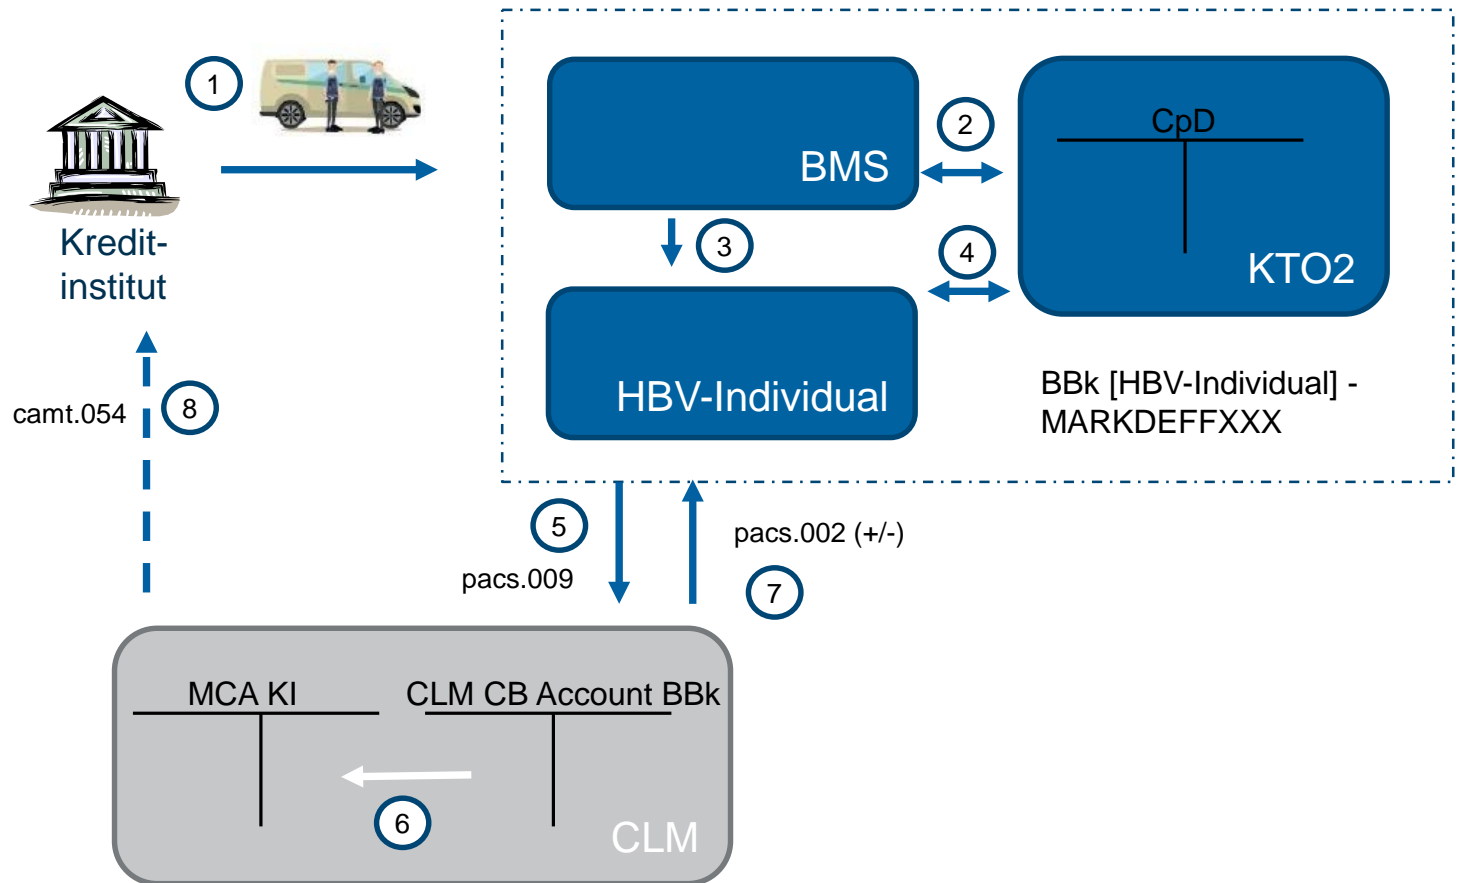 1
BMS
2
CpD
KTO2
Kredit-
institut
3
4
HBV-Individual
BBk [HBV-Individual] -
MARKDEFFXXX
camt.054
8
5
pacs.009
pacs.002 (+/-)
7
MCA KI
CLM CB Account BBk
6
CLM